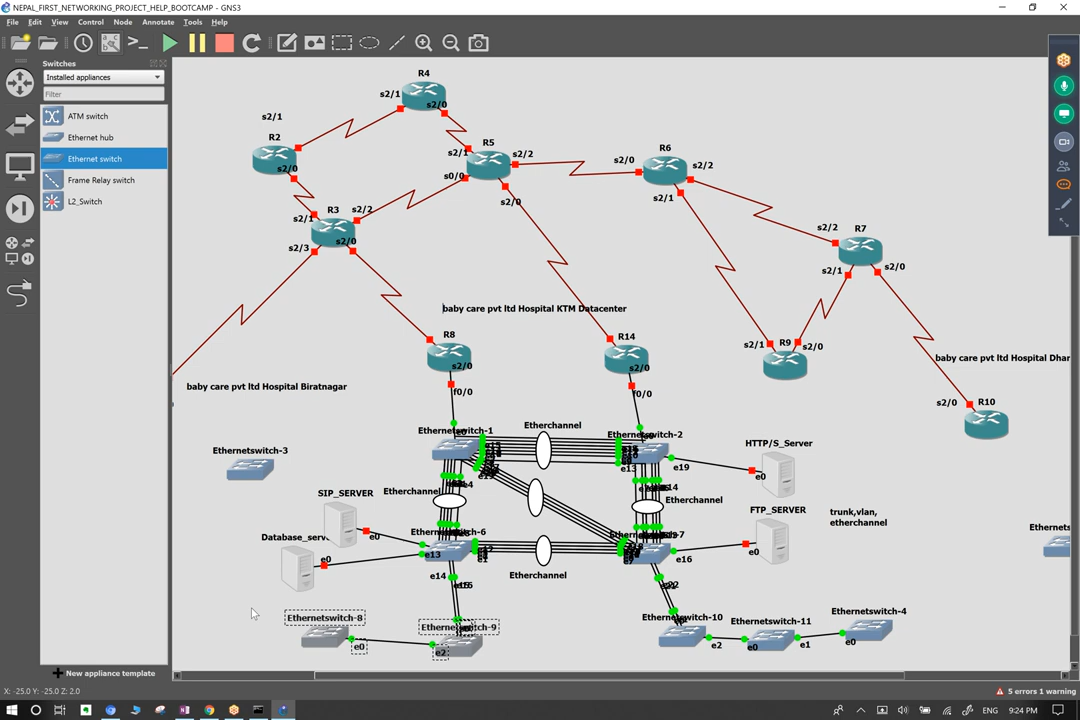 NEPAL_FIRST_NETWORKING_PROJECT_HELP_BOOTCAMP - GNS3
File Edit View Control Node Annotate Tools Help
Switches
Installed appliances
Filter
ATM switch
Ethernet hub
Ethernet switch
Frame Relay switch
L2_Switch
New appliance template
R4
s2/1
s2/0
s2/1
R2
s2/0
R5
s2/1
s2/2
s0/0
s2/0
R6
s2/0
s2/2
s2/1
R3
s2/2
s2/1
s2/0
s2/3
R7
s2/2
s2/1
s2/0
baby care pvt ltd Hospital KTM Datacenter
R8
s2/0
f0/0
R14
s2/0
f0/0
R9
s2/1
s2/0
baby care pvt ltd Hospital Dhar
baby care pvt ltd Hospital Biratnagar
R10
s2/0
Etherchannel
Ethernetswitch-1
Ethernetswitch-2
e13
e19
HTTP/S_Server
e0
Ethernetswitch-3
SIP_SERVER
e0
Etherchannel
Etherchannel
FTP_SERVER
e0
trunk,vlan,
etherchannel
Database_serv
e0
e13
e16
Etherchannel
e14
Ethernets
Ethernetswitch-8
e0
e2
Ethernetswitch-10
e2
Ethernetswitch-11
e0
e1
Ethernetswitch-4
e0
X: -25.0 Y: -25.0 Z: 2.0
5 errors 1 warning
ENG
9:24 PM